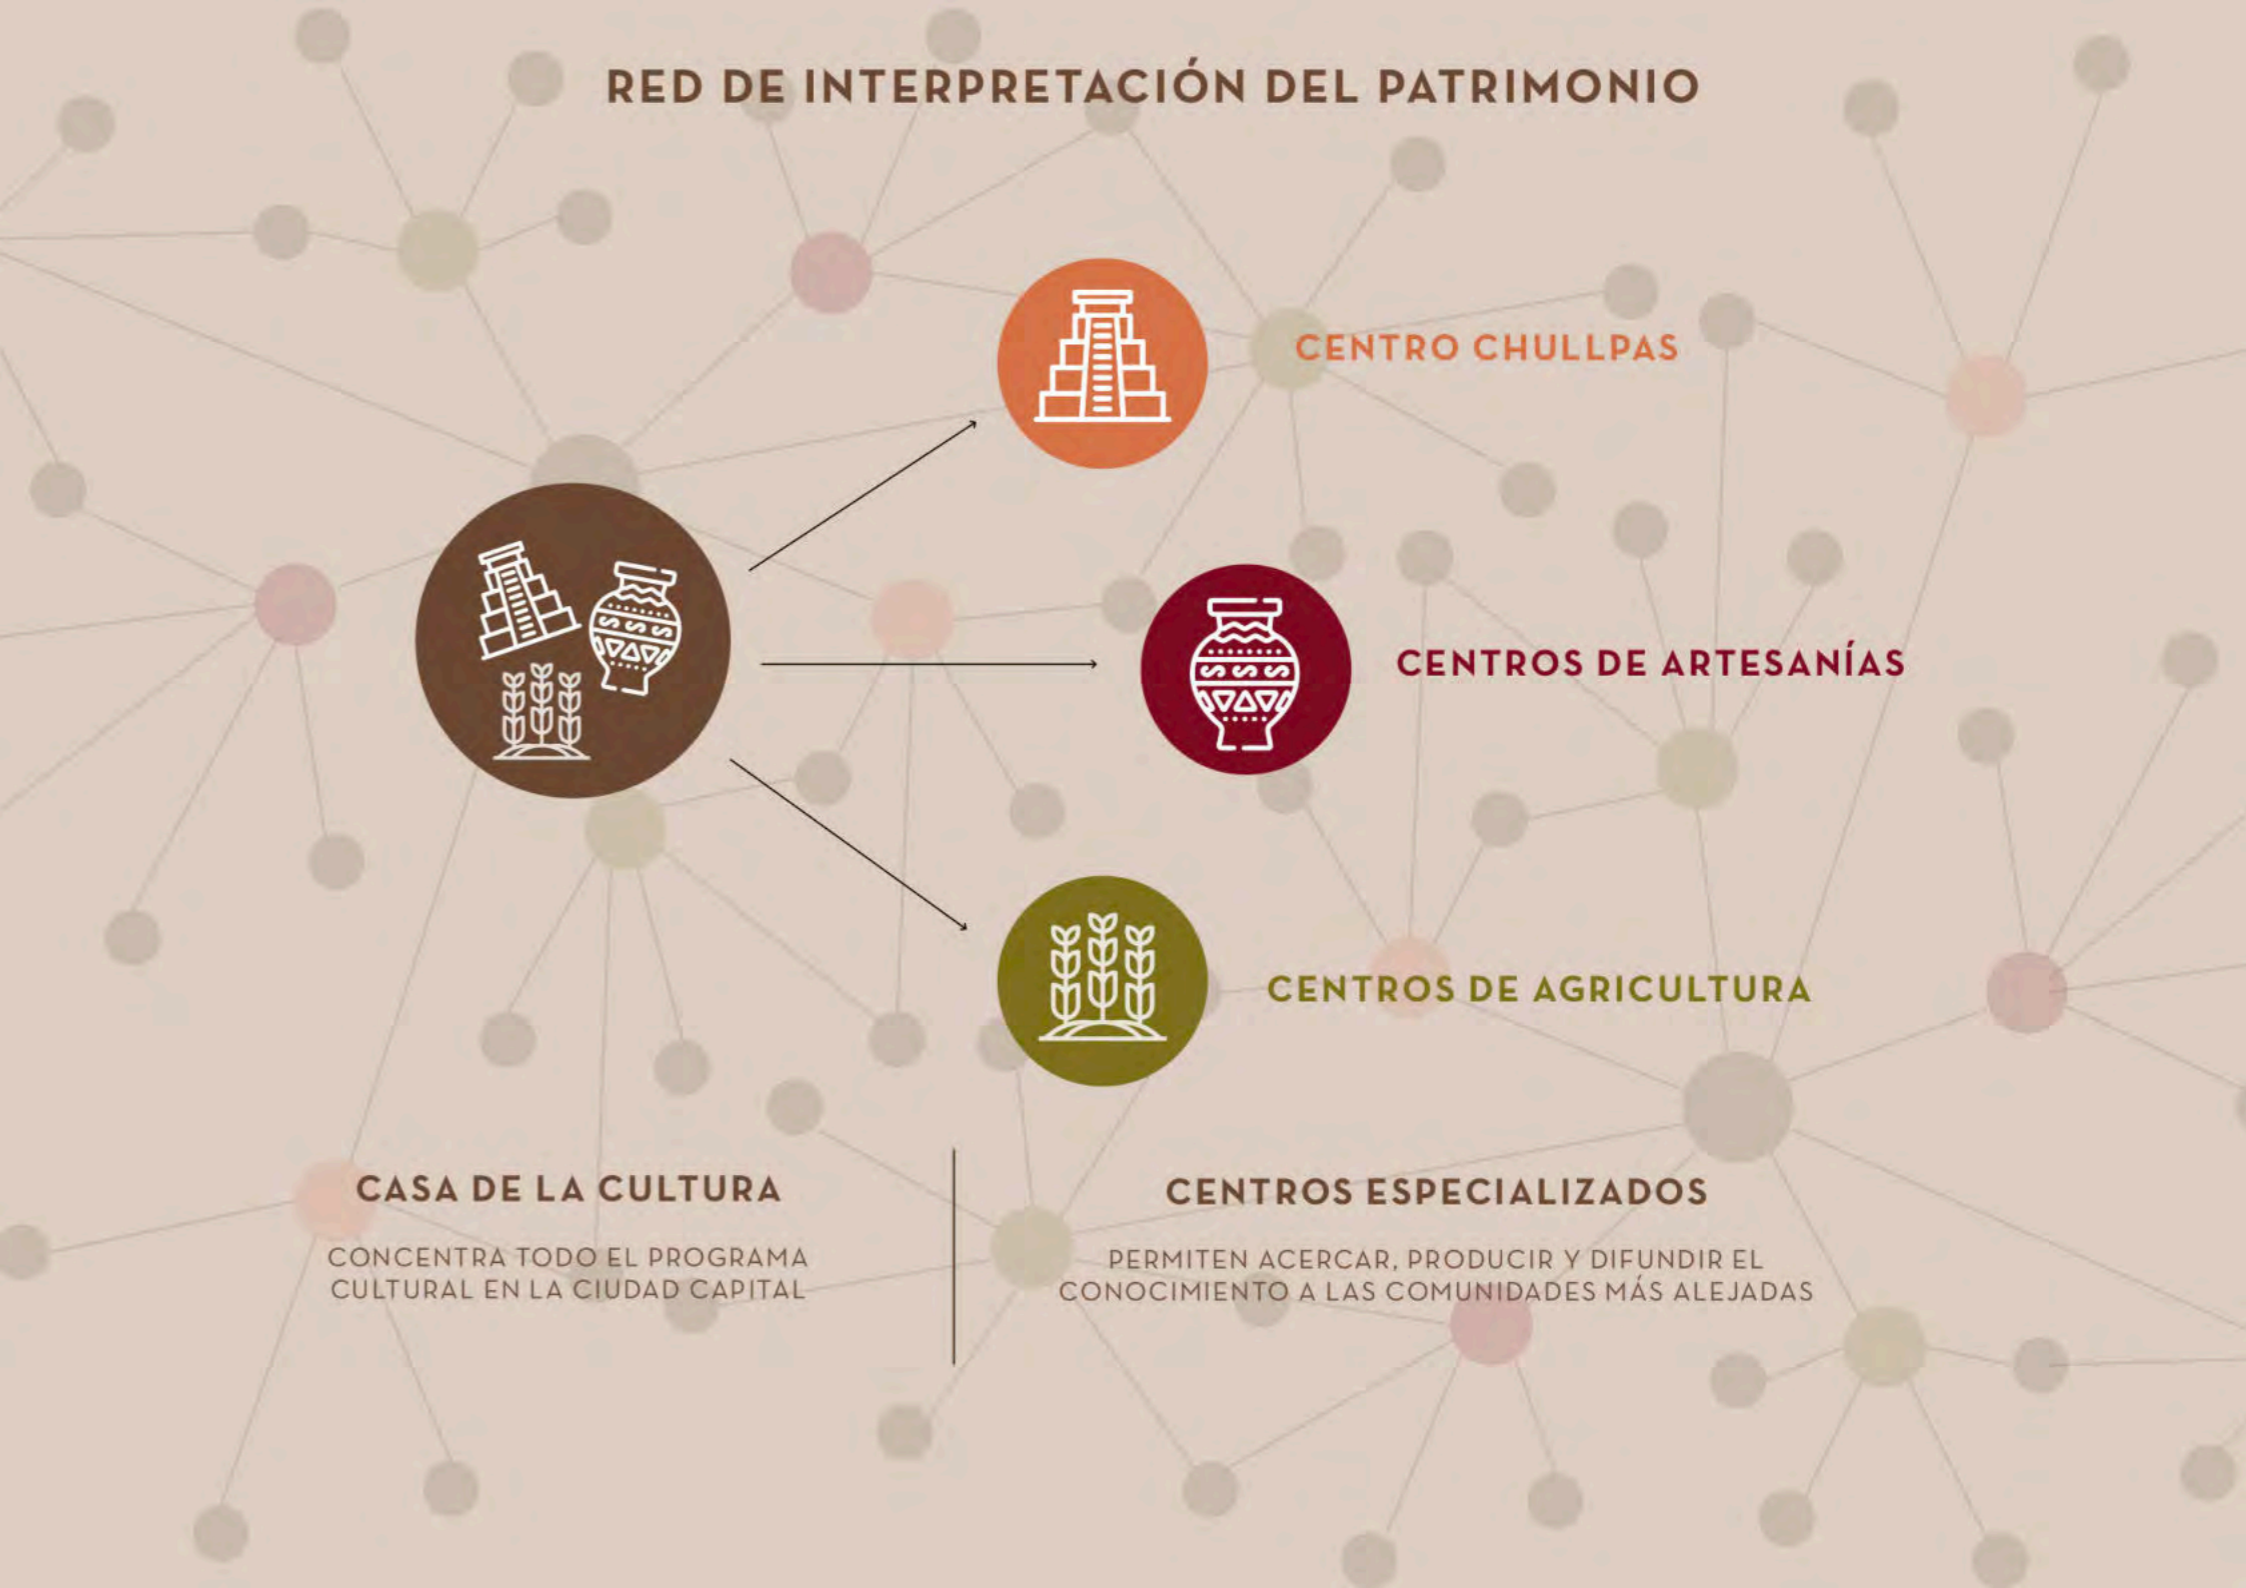 RED DE INTERPRETACIÓN DEL PATRIMONIO
CENTRO CHULLPAS
CENTROS DE ARTESANÍAS
CENTROS DE AGRICULTURA
CASA DE LA CULTURA
CONCENTRA TODO EL PROGRAMA
CULTURAL EN LA CIUDAD CAPITAL
CENTROS ESPECIALIZADOS
PERMITEN ACERCAR, PRODUCIR Y DIFUNDIR EL
CONOCIMIENTO A LAS COMUNIDADES MÁS ALEJADAS